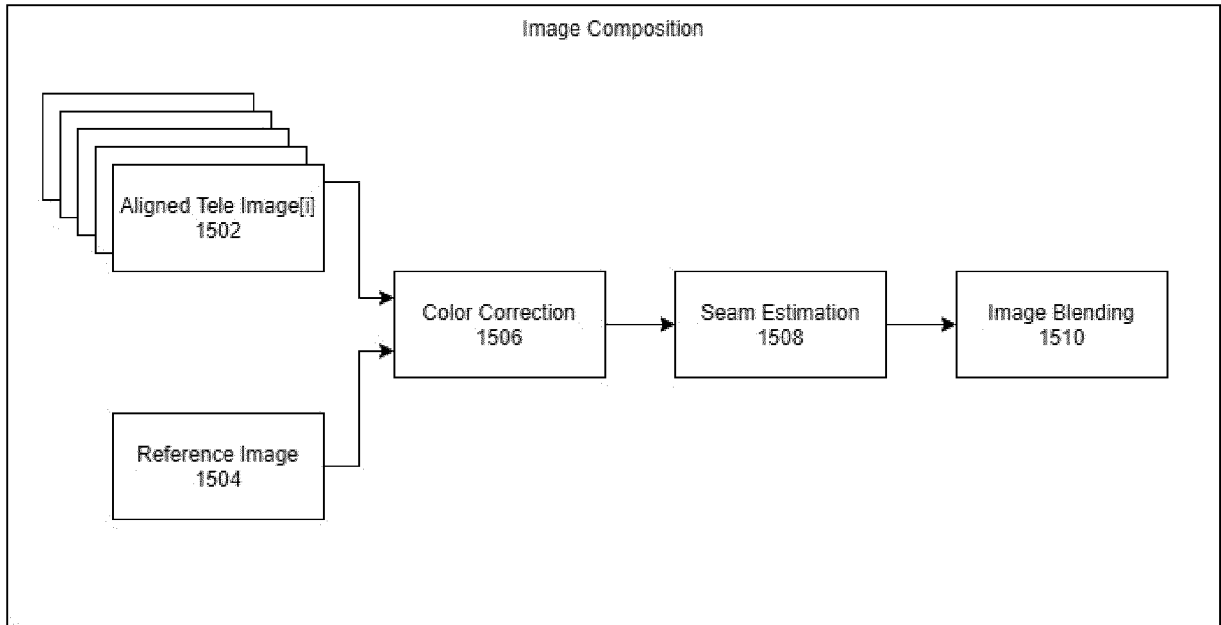 Image Composition
Aligned Tele Image[i]
1502
Color Correction
1506
Seam Estimation
1508
Image Blending
1510
Reference Image
1504